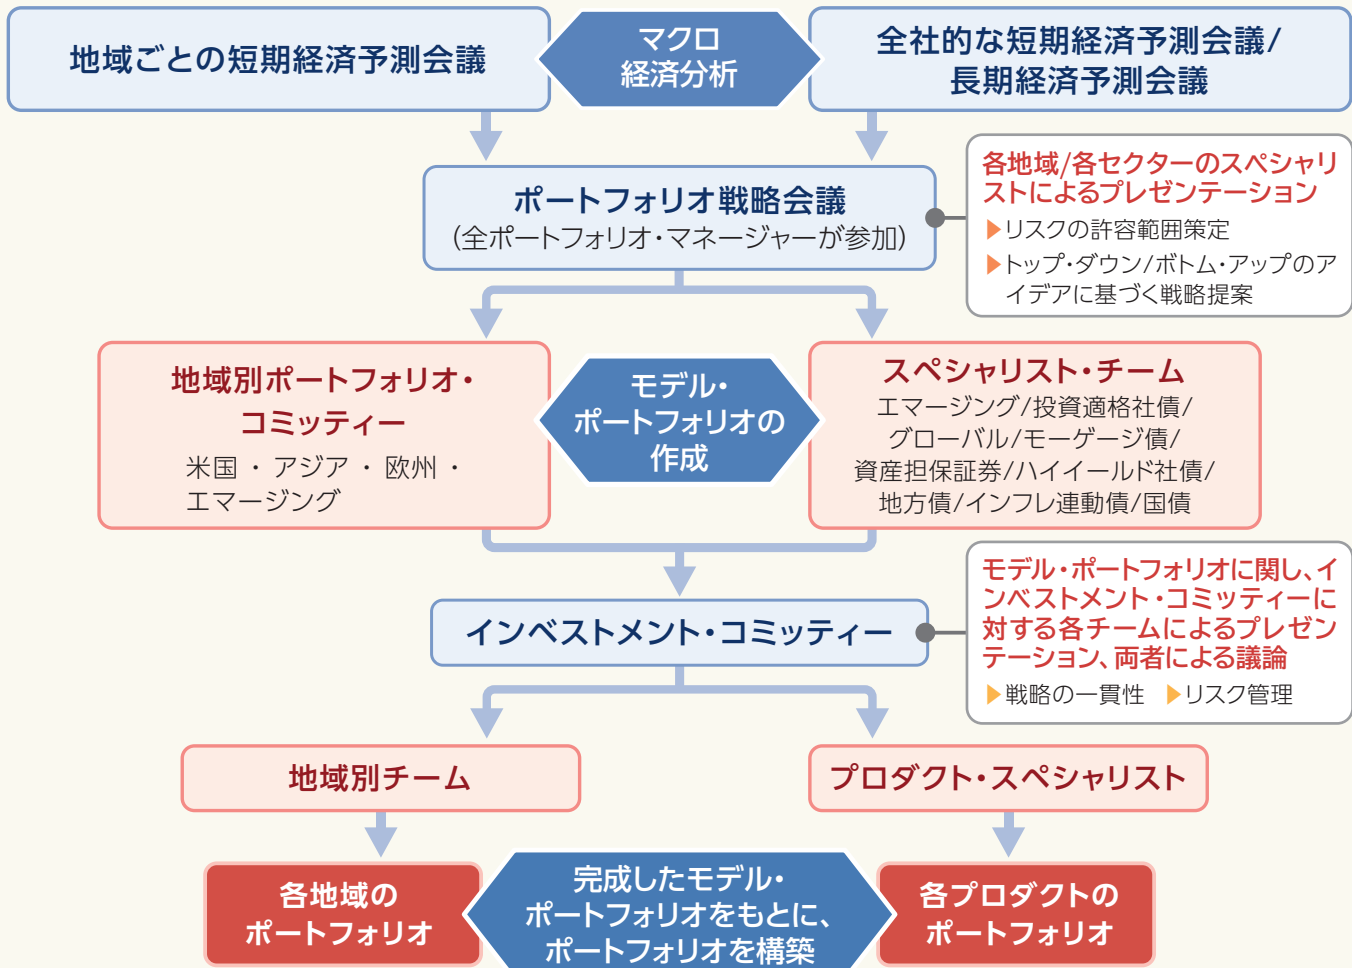 地域ごとの短期経済予測会議
マクロ
経済分析
全社的な短期経済予測会議/
長期経済予測会議
ポートフォリオ戦略会議
(全ポートフォリオ・マネージャーが参加)
各地域/各セクターのスペシャリ
ストによるプレゼンテーション
▶リスクの許容範囲策定
▶トップ・ダウン/ボトム・アップのア
イデアに基づく戦略提案
地域別ポートフォリオ・
コミッティー
米国 ・ アジア ・ 欧州 ・
エマージング
モデル・
ポートフォリオの
作成
スペシャリスト・チーム
エマージング/投資適格社債/
グローバル/モーゲージ債/
資産担保証券/ハイイールド社債/
地方債/インフレ連動債/国債
インベストメント・コミッティー
モデル・ポートフォリオに関し、イ
ンベストメント・コミッティーに
対する各チームによるプレゼン
テーション、両者による議論
▶戦略の一貫性 ▶リスク管理
地域別チーム
プロダクト・スペシャリスト
各地域の
ポートフォリオ
完成したモデル・
ポートフォリオをもとに、
ポートフォリオを構築
各プロダクトの
ポートフォリオ